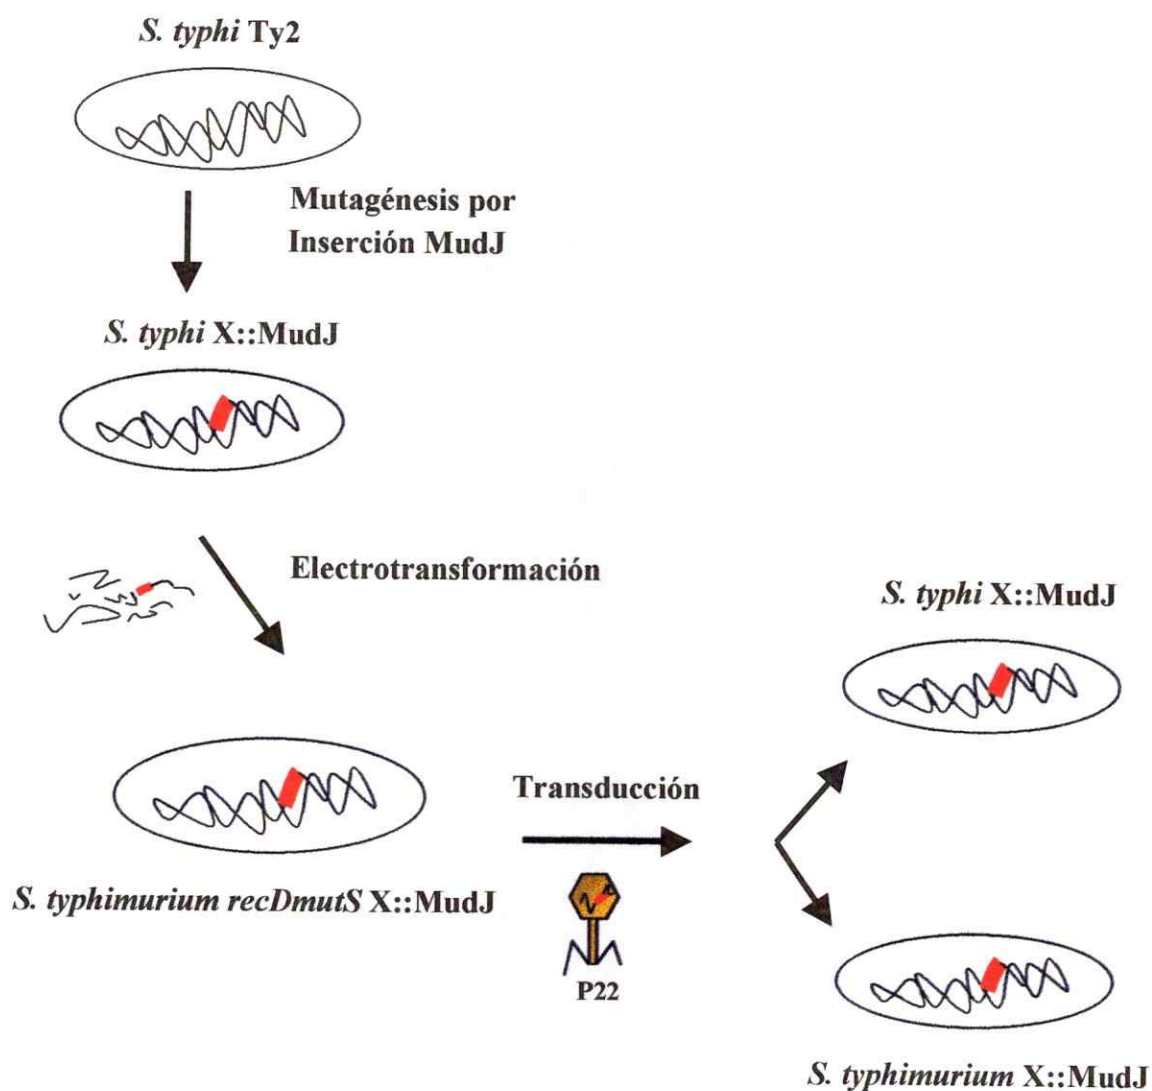 S. typhi Ty2
Mutagénesis por
Inserción MudJ
S. typhi X::MudJ
Electrotransformación
S. typhi X::MudJ
Transducción
S. typhimurium recDmutS X::MudJ
P22
S. typhimurium X::MudJ